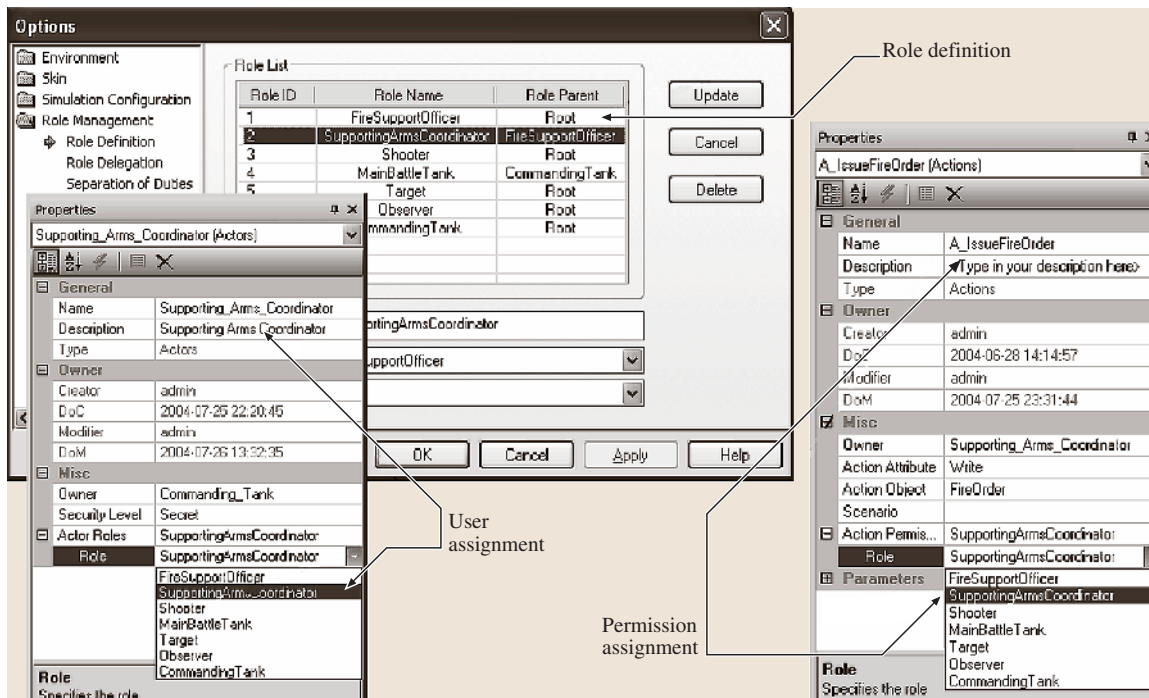 Options
Environment
Skin
Simulation Configuration
Role Management
Role Definition
Role Delegation
Separation of Duties
Role List
Role ID Role Name Role Parent
1 FireSupportOfficer Root
2 SupportingArmsCoordinator FireSupportOfficer
3 Shooter Root
4 MainBattleTank CommandingTank
5 Target Root
Observer Root
mmandingTank Root
Update
Cancel
Delete
ortingArmsCoordinator
upportOfficer
OK Cancel Apply Help
Role definition
Properties
Supporting_Arms_Coordinator (Actors)
General
Name Supporting_Arms_Coordinator
Description Supporting Arms Coordinator
Type Actors
Owner
Creator admin
DoC 2004-07-25 22:20:45
Modifier admin
DoM 2004-07-26 13:32:35
Misc
Owner Commanding_Tank
Security Level Secret
Actor Roles SupportingArmsCoordinator
Role SupportingArmsCoordinator
FireSupportOfficer
SupportingArmsCoordinator
Shooter
MainBattleTank
Target
Observer
CommandingTank
Role
Specifies the role
User
assignment
Permission
assignment
Properties
A_IssueFireOrder (Actions)
General
Name A_IssueFireOrder
Description <Type in your description here>
Type Actions
Owner
Creator admin
DoC 2004-06-28 14:14:57
Modifier admin
DoM 2004-07-25 23:31:44
Misc
Owner Supporting_Arms_Coordinator
Action Attribute Write
Action Object FireOrder
Scenario
Action Permis... SupportingArmsCoordinator
Role SupportingArmsCoordinator
Parameters
FireSupportOfficer
SupportingArmsCoordinator
Shooter
MainBattleTank
Target
Observer
CommandingTank
Role
Specifies the role